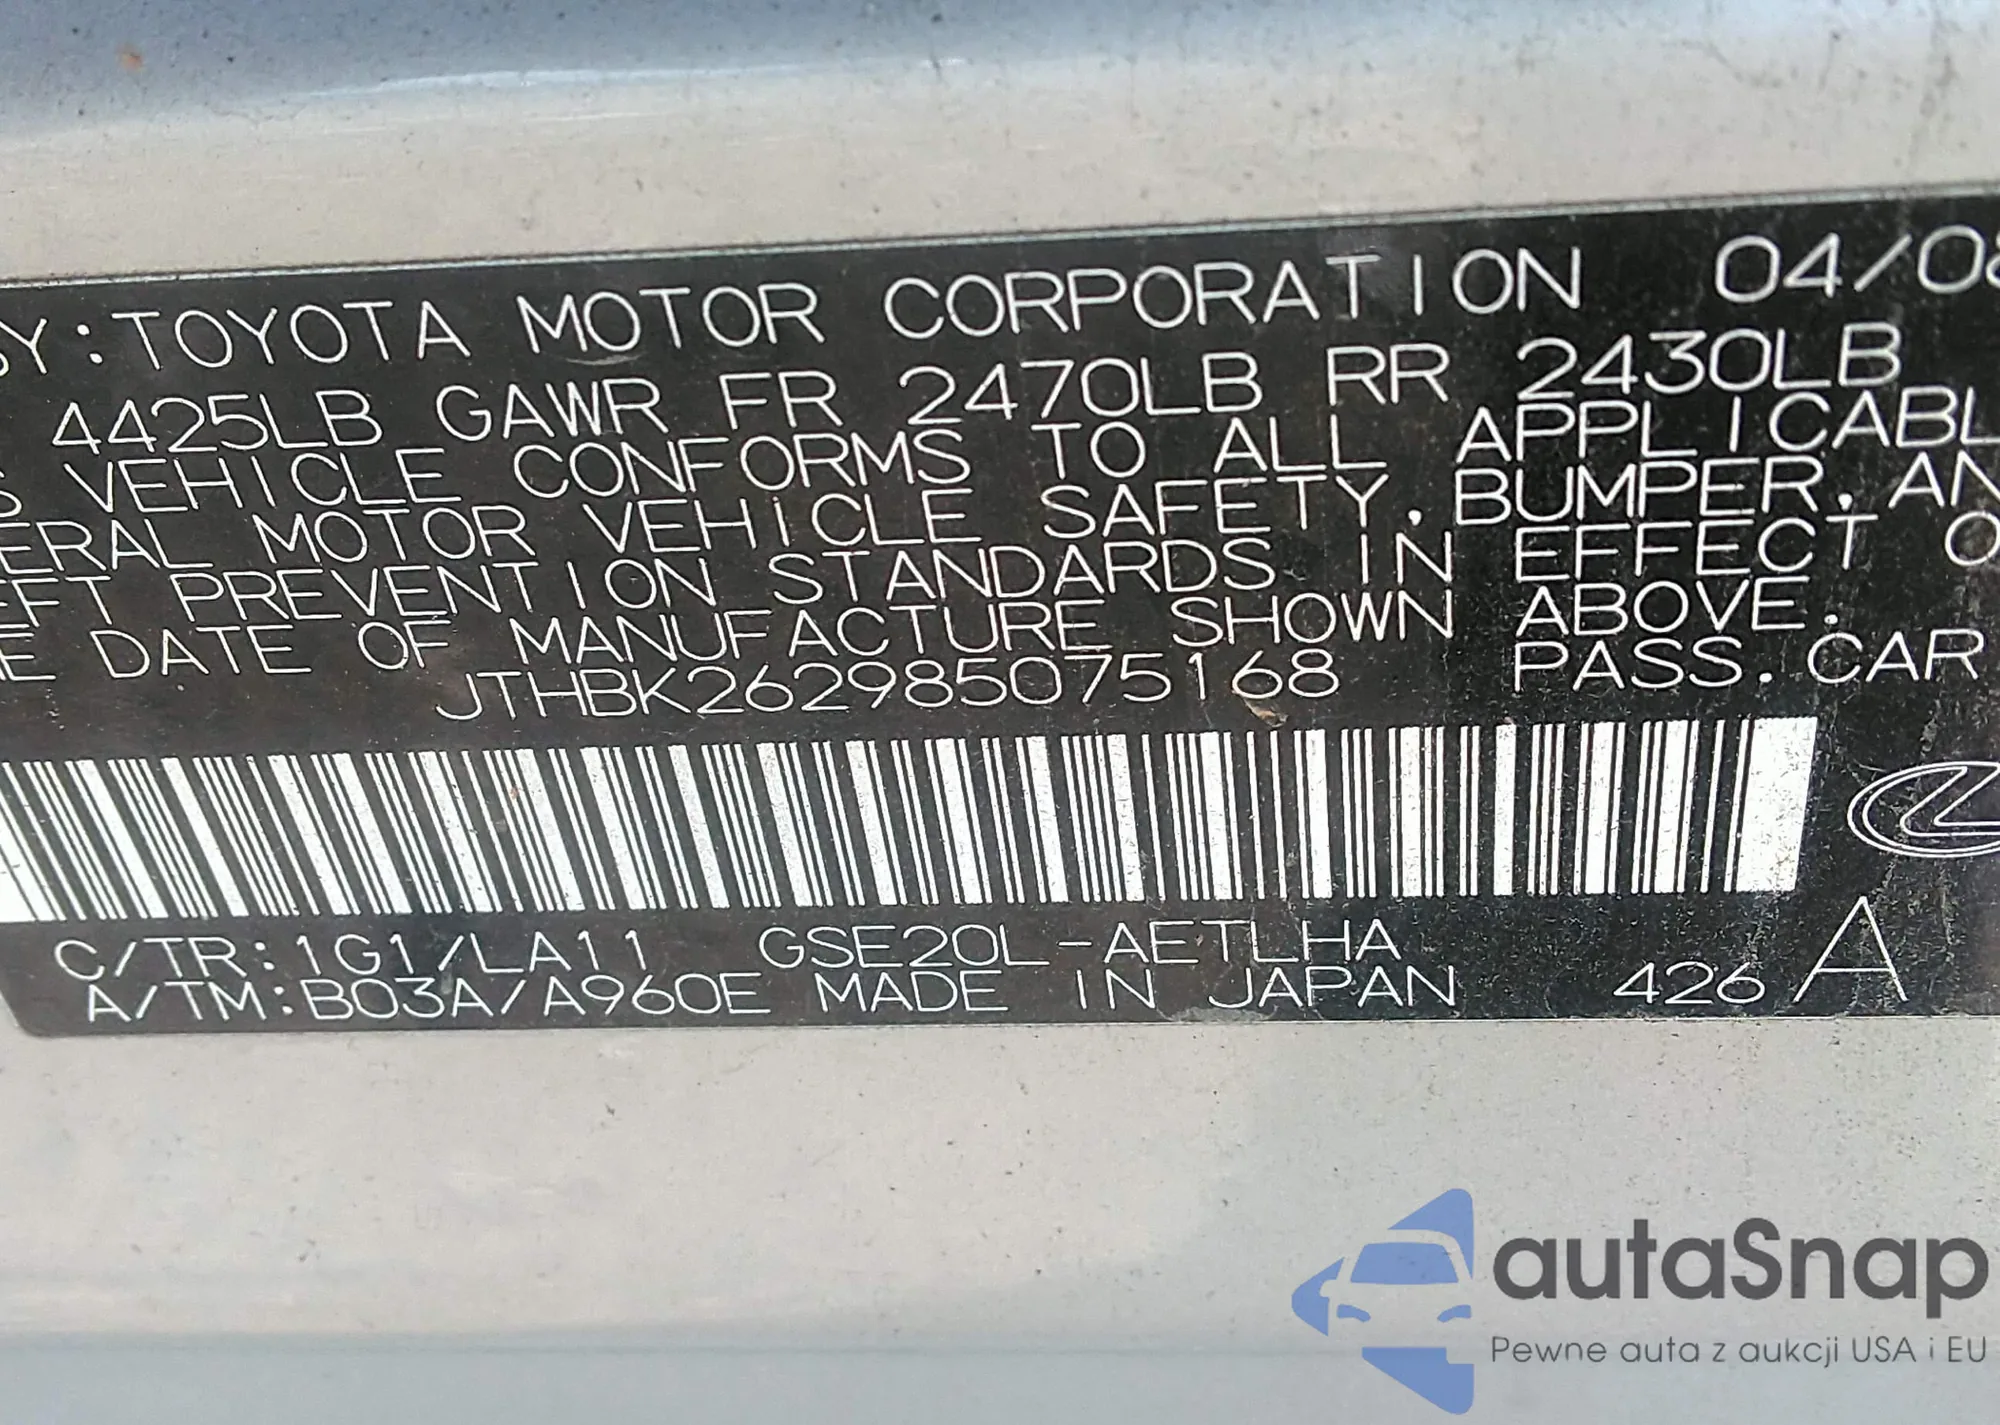 BY:TOYOTA MOTOR CORPORATION 04/08
4425LB GAWR FR 2470LB RR 2430LB
S VEHICLE CONFORMS TO ALL APPLICABL
ERAL MOTOR VEHICLE SAFETY, BUMPER, AN
EFT PREVENTION STANDARDS IN EFFECT O
HE DATE OF MANUFACTURE SHOWN ABOVE.
JTHBK262985075168 PASS.CAR
C/TR:1G1/LA11 GSE20L-AETLHA
A/TM:B03A/A960E MADE IN JAPAN 426 A
autaSnap
Pewne auta z aukcji USA i EU